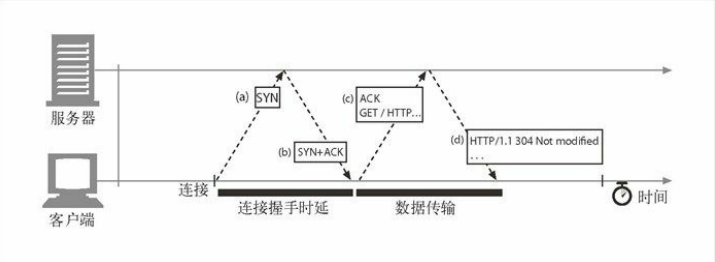 服务器
(a) SYN
(b) SYN+ACK
(c) ACK
GET / HTTP...
(d) HTTP/1.1 304 Not modified
. . .
连接
客户端
连接握手时延
数据传输
时间